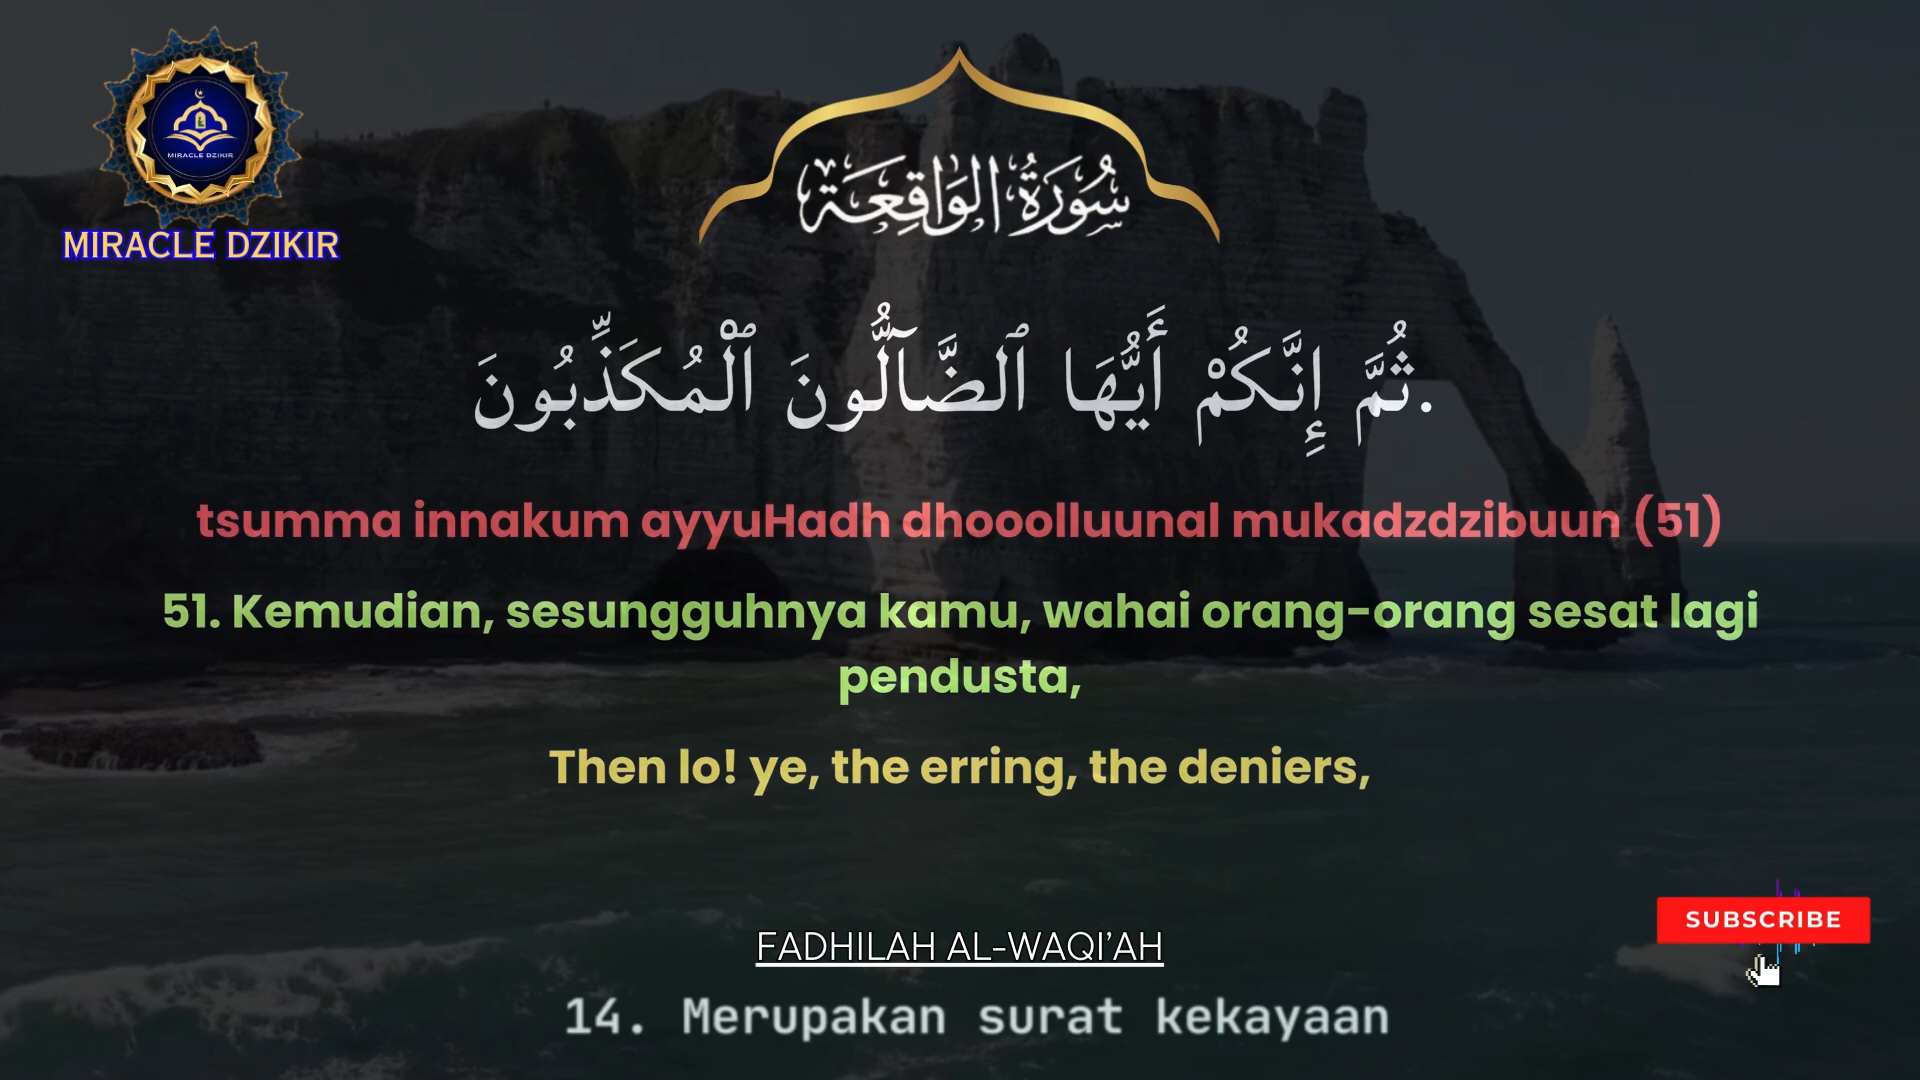 MIRACLE DZIKIR
MIRACLE DZIKIR
سُورَةُ الوَاقِعَة
ثُمَّ إِنَّكُمْ أَيُّهَا ٱلضَّآلُّونَ ٱلْمُكَذِّبُونَ.
tsumma innakum ayyuHadh dhooolluunal mukadzdzibuun (51)
51. Kemudian, sesungguhnya kamu, wahai orang-orang sesat lagi
pendusta,
Then lo! ye, the erring, the deniers,
SUBSCRIBE
FADHILAH AL-WAQI'AH
14. Merupakan surat kekayaan